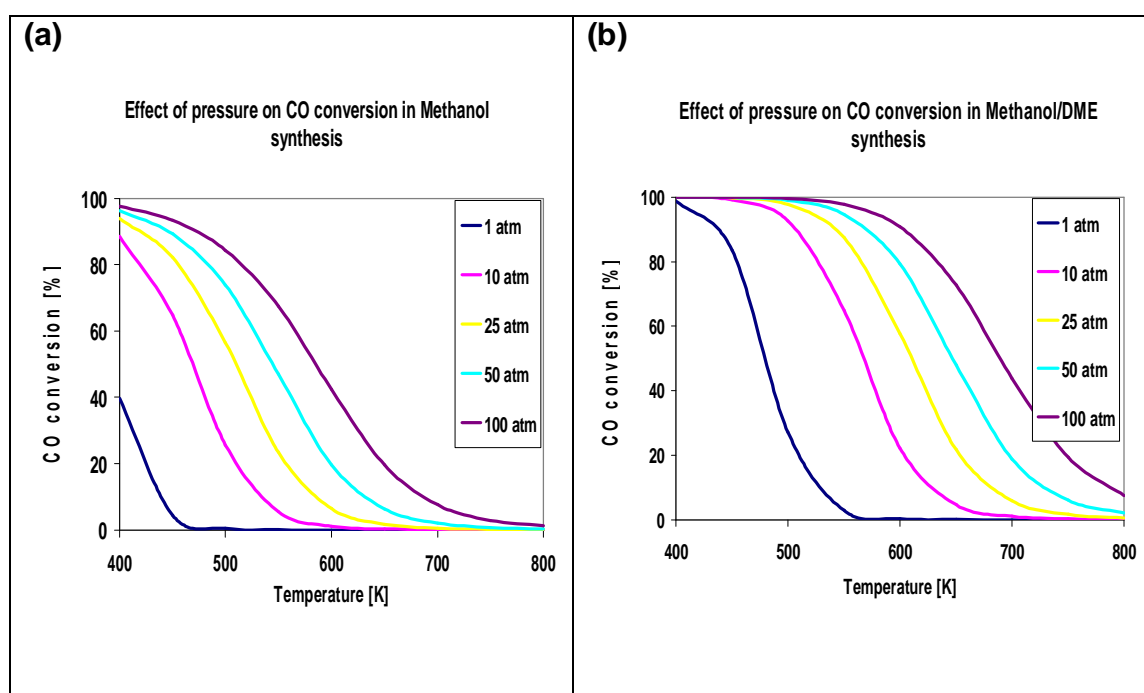 (a)
Effect of pressure on CO conversion in Methanol
synthesis
CO conversion [%]
100
80
60
40
20
0
400
500
600
700
800
Temperature [K]
1 atm
10 atm
25 atm
50 atm
100 atm
(b)
Effect of pressure on CO conversion in Methanol/DME
synthesis
CO conversion [%]
100
80
60
40
20
0
400
500
600
700
800
Temperature [K]
1 atm
10 atm
25 atm
50 atm
100 atm